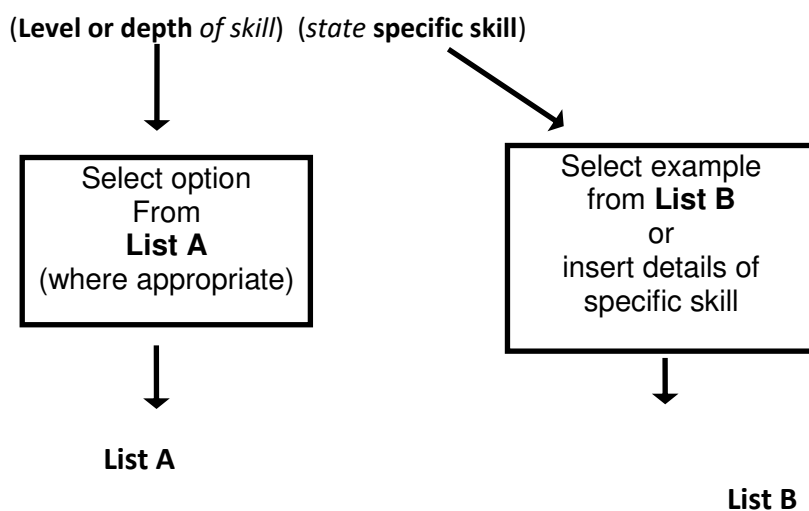 (Level or depth of skill) (state specific skill)
Select option
From
List A
(where appropriate)
Select example
from List B
or
insert details of
specific skill
List A
List B